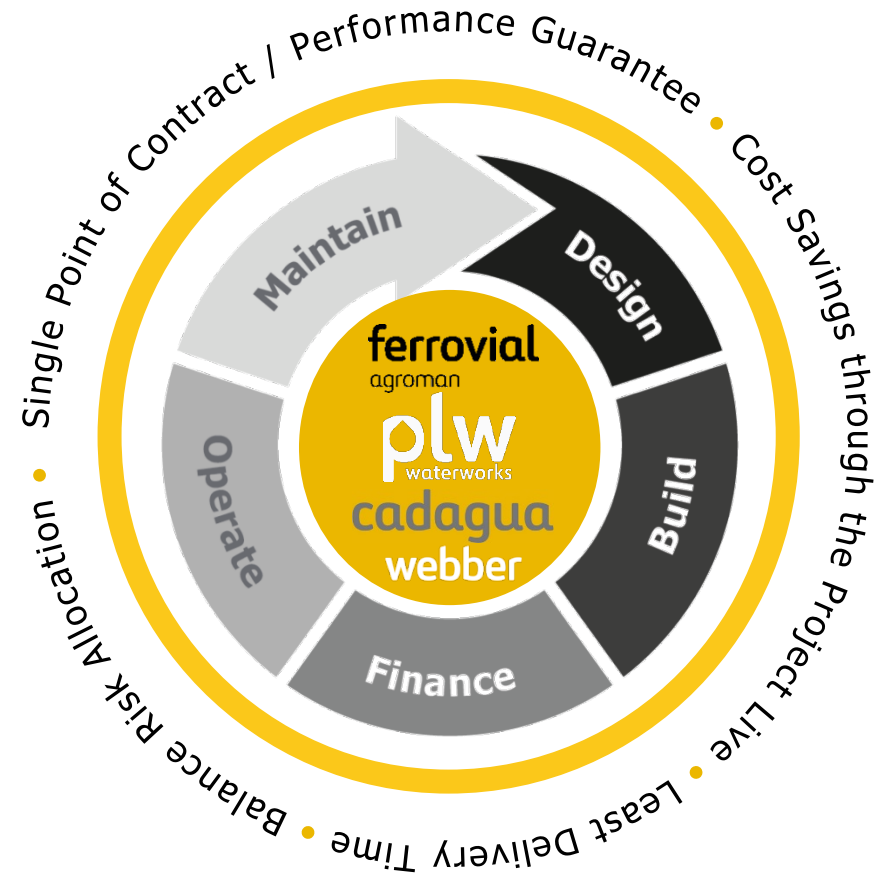 Single Point of Contract / Performance Guarantee • Cost Savings through the Project Live • Least Delivery Time • Balance Risk Allocation •
Maintain
Design
Build
Finance
Operate
ferrovial
agroman
plw
waterworks
cadagua
webber